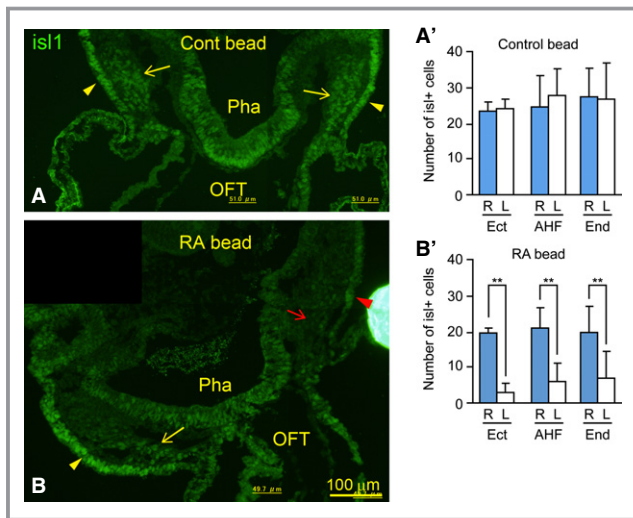 isl1
Cont bead
Pha
OFT
51.0 μm
51.0 μm
A
RA bead
Pha
OFT
49.7 μm
100 μm
B
A’
Control bead
Number of isl+ cells
40
30
20
10
0
R L R L R L
Ect AHF End
B’
RA bead
Number of isl+ cells
40
30
20
10
0
** ** **
R L R L R L
Ect AHF End